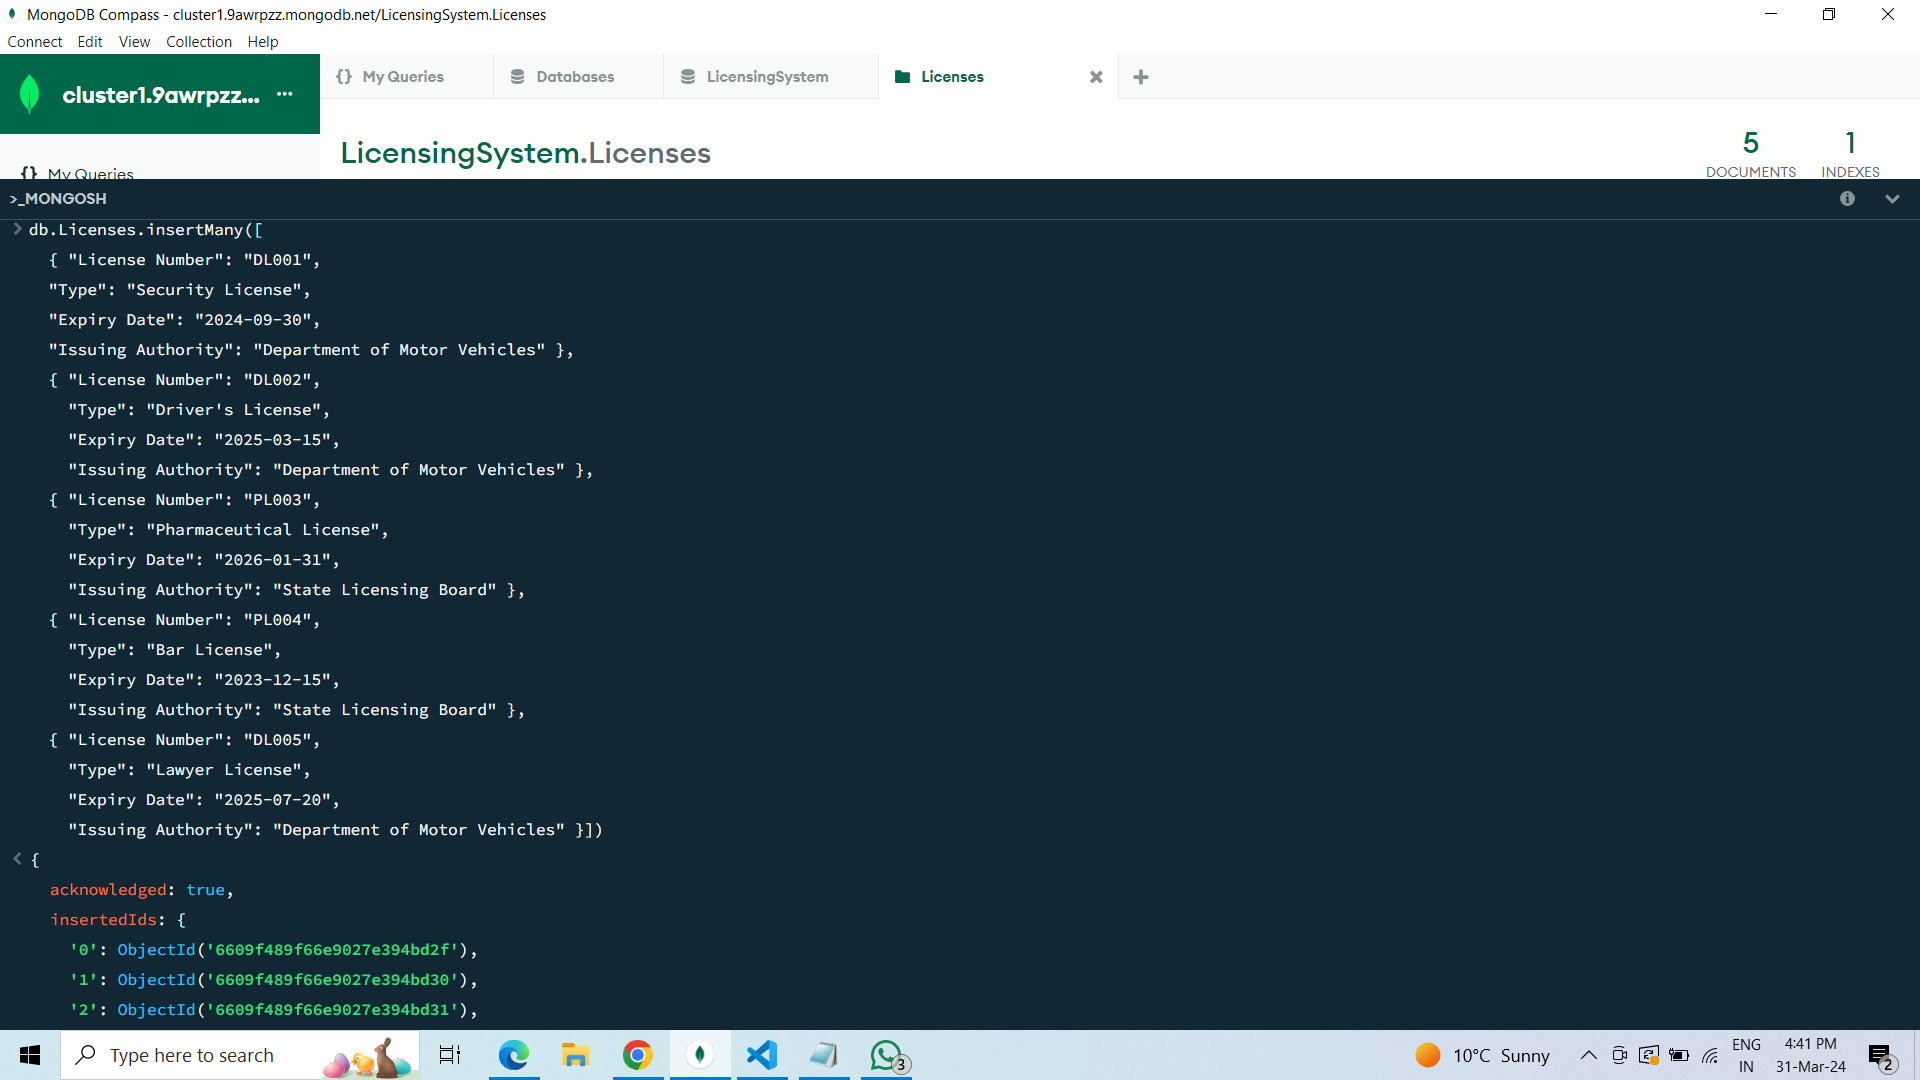 MongoDB Compass - cluster1.9awrpzz.mongodb.net/LicensingSystem.Licenses
Connect Edit View Collection Help
cluster1.9awrpzz... ...
{} My Queries
Databases
LicensingSystem
Licenses
LicensingSystem.Licenses
5
DOCUMENTS
1
INDEXES
{} My Queries
>_MONGOSH
> db.Licenses.insertMany([
{ "License Number": "DL001",
"Type": "Security License",
"Expiry Date": "2024-09-30",
"Issuing Authority": "Department of Motor Vehicles" },
{ "License Number": "DL002",
"Type": "Driver's License",
"Expiry Date": "2025-03-15",
"Issuing Authority": "Department of Motor Vehicles" },
{ "License Number": "PL003",
"Type": "Pharmaceutical License",
"Expiry Date": "2026-01-31",
"Issuing Authority": "State Licensing Board" },
{ "License Number": "PL004",
"Type": "Bar License",
"Expiry Date": "2023-12-15",
"Issuing Authority": "State Licensing Board" },
{ "License Number": "DL005",
"Type": "Lawyer License",
"Expiry Date": "2025-07-20",
"Issuing Authority": "Department of Motor Vehicles" }])
< {
acknowledged: true,
insertedIds: {
'0': ObjectId('6609f489f66e9027e394bd2f'),
'1': ObjectId('6609f489f66e9027e394bd30'),
'2': ObjectId('6609f489f66e9027e394bd31'),
Type here to search
3
10°C Sunny
ENG
IN
4:41 PM
31-Mar-24
2